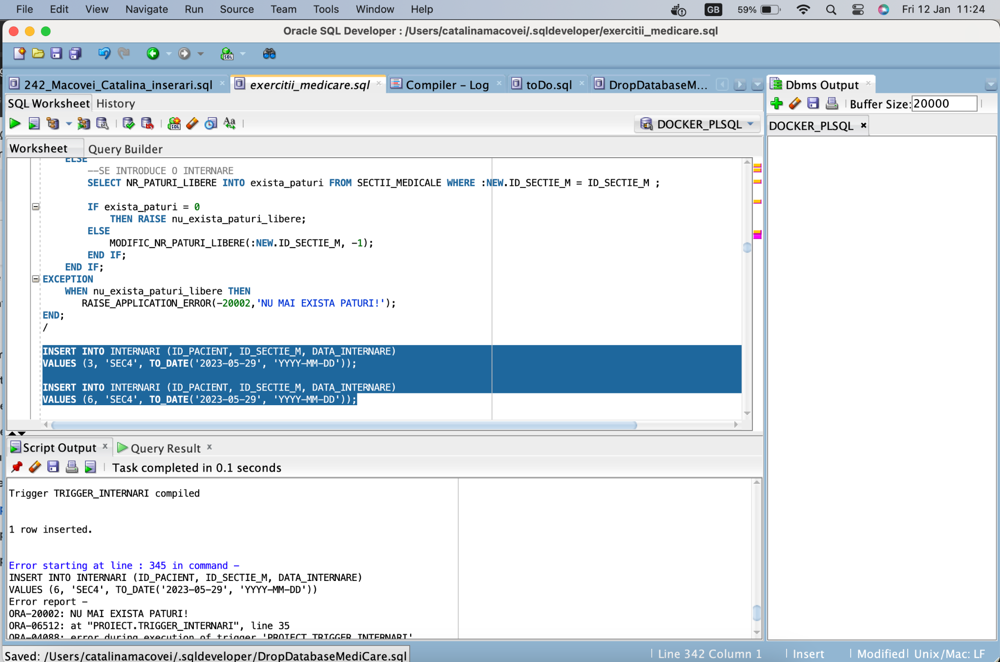 File Edit View Navigate Run Source Team Tools Window Help GB 59% Fri 12 Jan 11:24
Oracle SQL Developer : /Users/catalinamacovei/.sqldeveloper/exercitii_medicare.sql
242_Macovei_Catalina_inserari.sql exercitii_medicare.sql Compiler - Log toDo.sql DropDatabaseM... Dbms Output
SQL Worksheet History
Buffer Size: 20000
DOCKER_PLSQL
DOCKER_PLSQL
Worksheet Query Builder
ELSE
--SE INTRODUCE O INTERNARE
SELECT NR_PATURI_LIBERE INTO exista_paturi FROM SECTII_MEDICALE WHERE :NEW.ID_SECTIE_M = ID_SECTIE_M ;
IF exista_paturi = 0
THEN RAISE nu_exista_paturi_libere;
ELSE
MODIFIC_NR_PATURI_LIBERE(:NEW.ID_SECTIE_M, -1);
END IF;
END IF;
EXCEPTION
WHEN nu_exista_paturi_libere THEN
RAISE_APPLICATION_ERROR(-20002,'NU MAI EXISTA PATURI!');
END;
/
INSERT INTO INTERNARI (ID_PACIENT, ID_SECTIE_M, DATA_INTERNARE)
VALUES (3, 'SEC4', TO_DATE('2023-05-29', 'YYYY-MM-DD'));
INSERT INTO INTERNARI (ID_PACIENT, ID_SECTIE_M, DATA_INTERNARE)
VALUES (6, 'SEC4', TO_DATE('2023-05-29', 'YYYY-MM-DD'));
Script Output Query Result
Task completed in 0.1 seconds
Trigger TRIGGER_INTERNARI compiled
1 row inserted.
Error starting at line : 345 in command -
INSERT INTO INTERNARI (ID_PACIENT, ID_SECTIE_M, DATA_INTERNARE)
VALUES (6, 'SEC4', TO_DATE('2023-05-29', 'YYYY-MM-DD'))
Error report -
ORA-20002: NU MAI EXISTA PATURI!
ORA-06512: at "PROIECT.TRIGGER_INTERNARI", line 35
ORA-04088: error during execution of trigger 'PROIECT.TRIGGER_INTERNARI'
Saved: /Users/catalinamacovei/.sqldeveloper/DropDatabaseMediCare.sql
Line 342 Column 1 Insert Modified Unix/Mac: LF